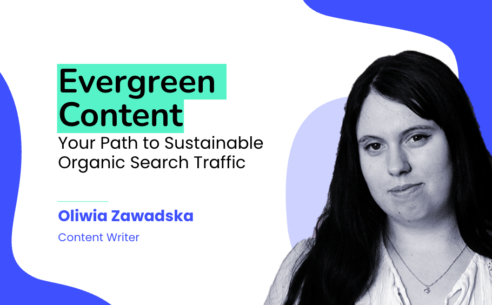 Evergreen
Content
Your Path to Sustainable
Organic Search Traffic
Oliwia Zawadska
Content Writer